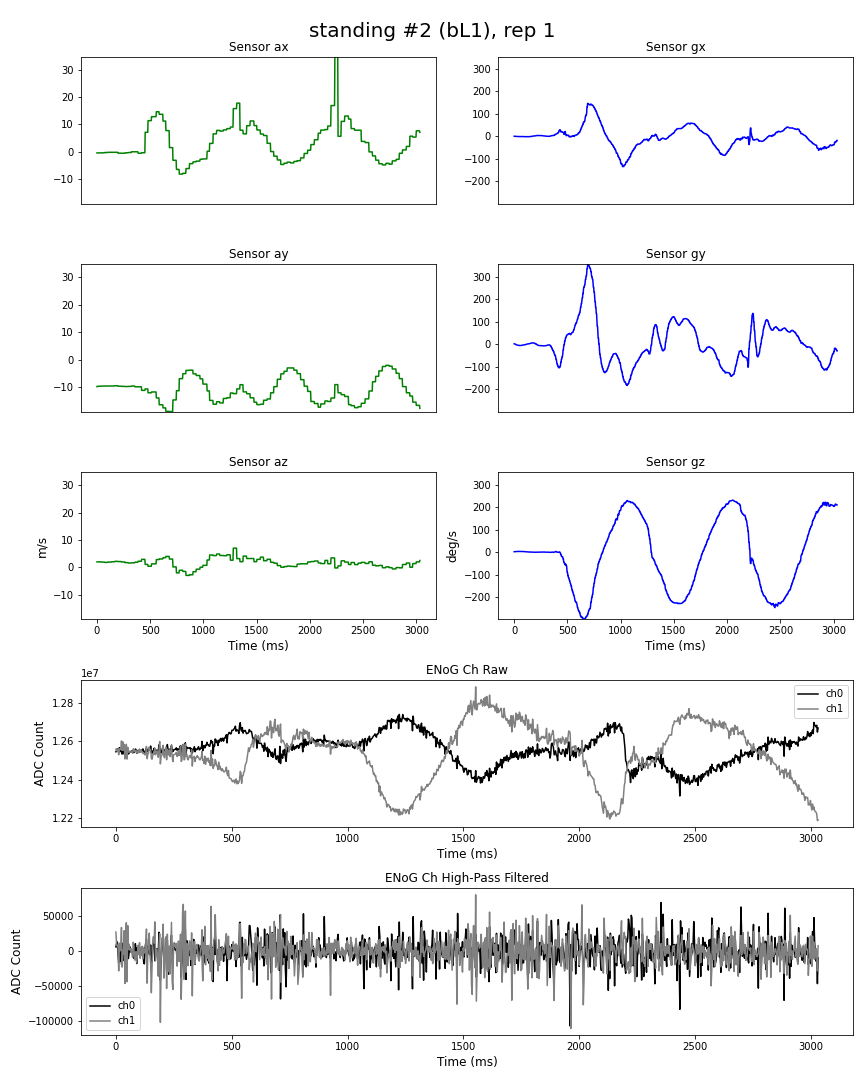 standing #2 (bL1), rep 1
Sensor ax
30
20
10
0
−10
Sensor gx
300
200
100
0
−100
−200
Sensor ay
30
20
10
0
−10
Sensor gy
300
200
100
0
−100
−200
Sensor az
m/s
30
20
10
0
−10
0 500 1000 1500 2000 2500 3000
Time (ms)
Sensor gz
deg/s
300
200
100
0
−100
−200
0 500 1000 1500 2000 2500 3000
Time (ms)
ENoG Ch Raw
1e7
ADC Count
1.28
1.26
1.24
1.22
ch0
ch1
0 500 1000 1500 2000 2500 3000
Time (ms)
ENoG Ch High-Pass Filtered
ADC Count
50000
0
−50000
−100000
ch0
ch1
0 500 1000 1500 2000 2500 3000
Time (ms)